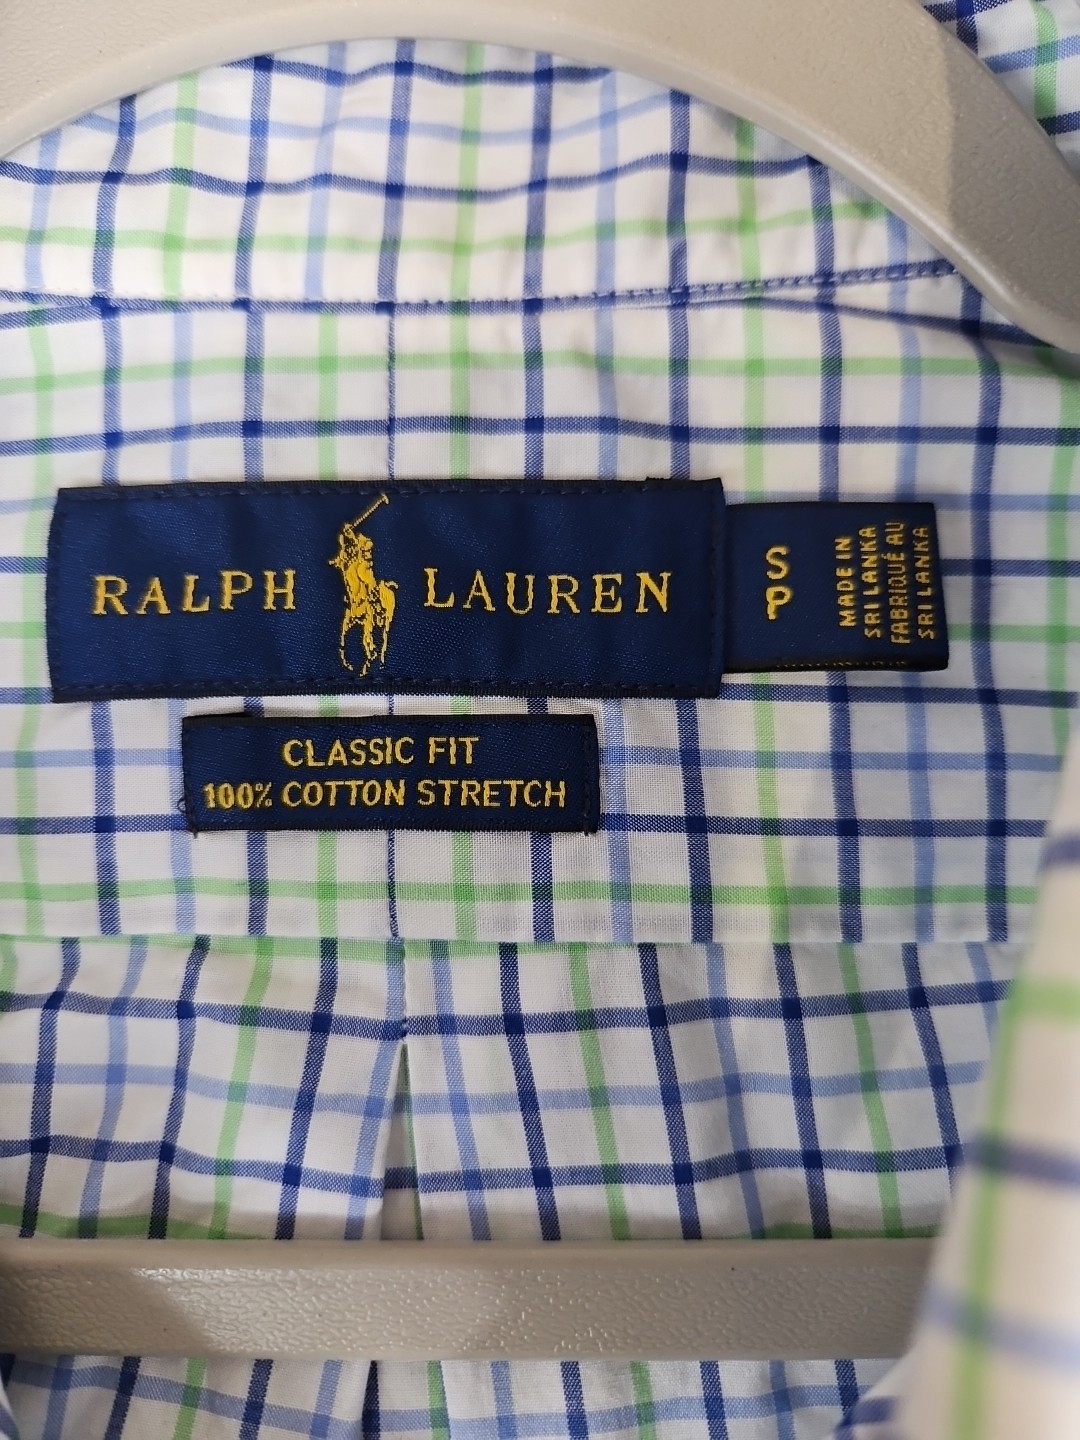 RALPH LAUREN
S
P
MADE IN
SRI LANKA
FABRIQUÉ AU
SRI LANKA
CLASSIC FIT
100% COTTON STRETCH